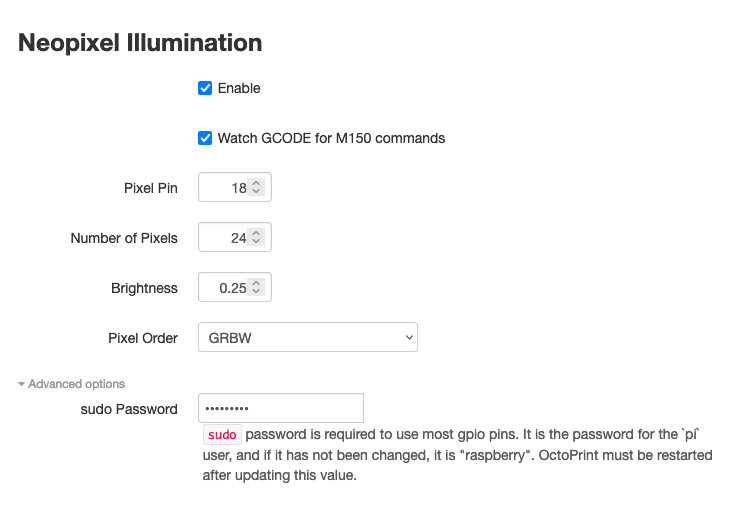 Neopixel Illumination
Enable
Watch GCODE for M150 commands
Pixel Pin 18
Number of Pixels 24
Brightness 0.25
Pixel Order GRBW
Advanced options
sudo Password •••••••••
sudo password is required to use most gpio pins. It is the password for the `pi`
user, and if it has not been changed, it is "raspberry". OctoPrint must be restarted
after updating this value.